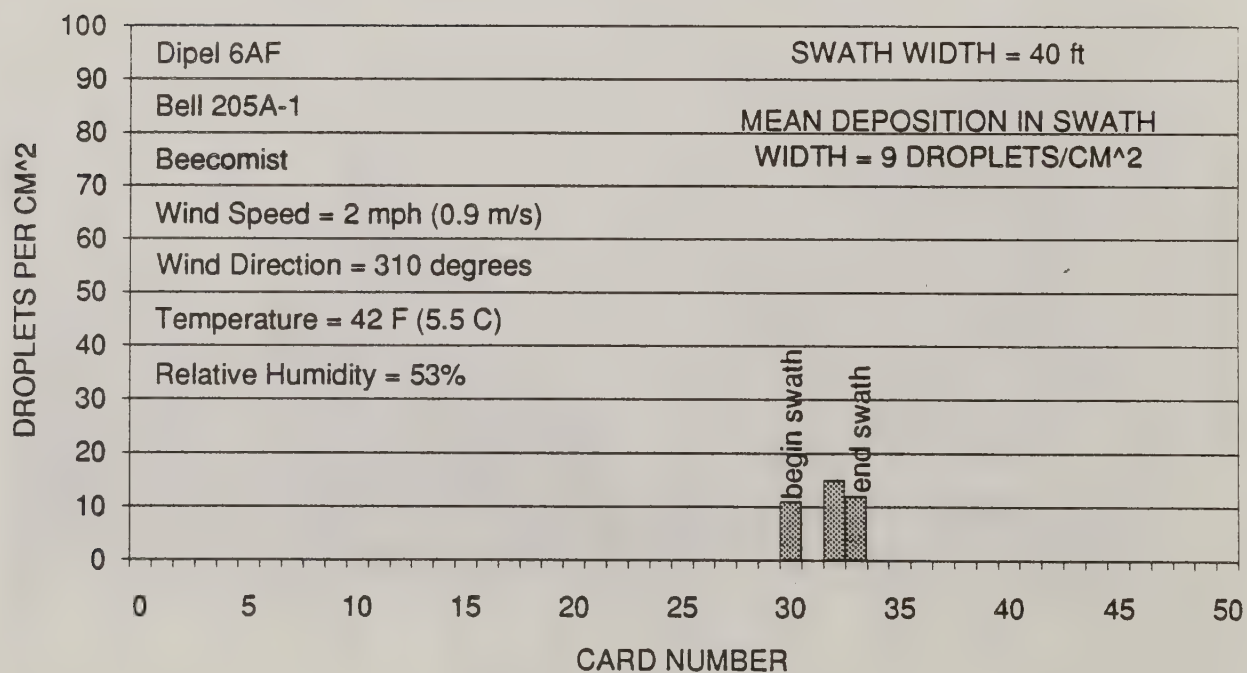 DROPLETS PER CM^2
100
90
80
70
60
50
40
30
20
10
0
Dipel 6AF
Bell 205A-1
Beecomist
Wind Speed = 2 mph (0.9 m/s)
Wind Direction = 310 degrees
Temperature = 42 F (5.5 C)
Relative Humidity = 53%
SWATH WIDTH = 40 ft
MEAN DEPOSITION IN SWATH
WIDTH = 9 DROPLETS/CM^2
begin swath
end swath
0 5 10 15 20 25 30 35 40 45 50
CARD NUMBER